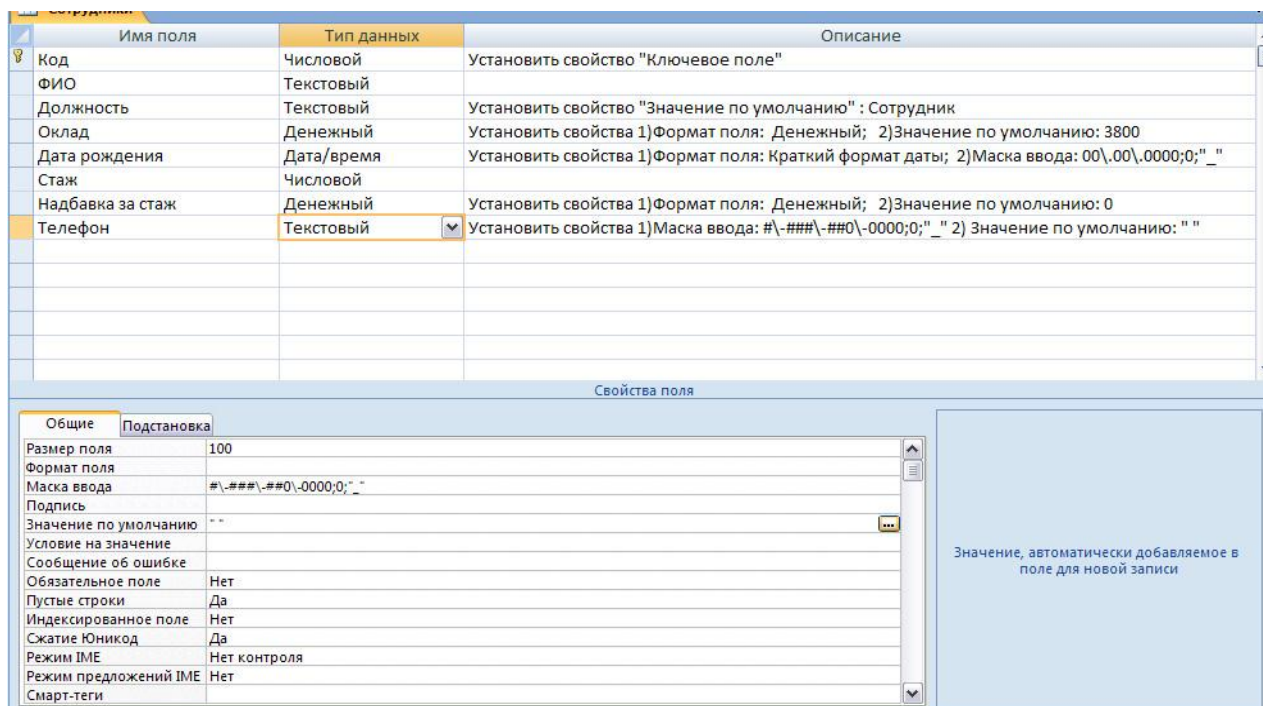 Сотрудники
Имя поля Тип данных Описание
Код Числовой Установить свойство "Ключевое поле"
ФИО Текстовый
Должность Текстовый Установить свойство "Значение по умолчанию" : Сотрудник
Оклад Денежный Установить свойства 1)Формат поля: Денежный; 2)Значение по умолчанию: 3800
Дата рождения Дата/время Установить свойства 1)Формат поля: Краткий формат даты; 2)Маска ввода: 00\.00\.0000;0;"_"
Стаж Числовой
Надбавка за стаж Денежный Установить свойства 1)Формат поля: Денежный; 2)Значение по умолчанию: 0
Телефон Текстовый Установить свойства 1)Маска ввода: #\-###\-##0\-0000;0;"_" 2) Значение по умолчанию: " "
Свойства поля
Общие Подстановка
Размер поля 100
Формат поля
Маска ввода #\-###\-##0\-0000;0;"_"
Подпись
Значение по умолчанию " "
Условие на значение
Сообщение об ошибке
Обязательное поле Нет
Пустые строки Да
Индексированное поле Нет
Сжатие Юникод Да
Режим IME Нет контроля
Режим предложений IME Нет
Смарт-теги
Значение, автоматически добавляемое в
поле для новой записи